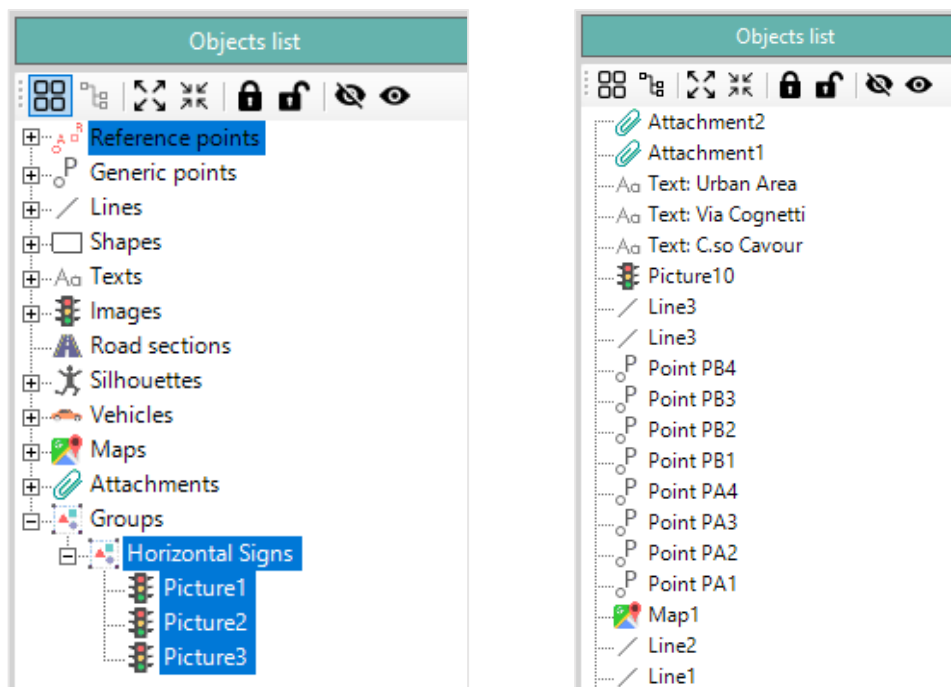 Objects list
Reference points
Generic points
Lines
Shapes
Texts
Images
Road sections
Silhouettes
Vehicles
Maps
Attachments
Groups
Horizontal Signs
Picture1
Picture2
Picture3
Objects list
Attachment2
Attachment1
Text: Urban Area
Text: Via Cognetti
Text: C.so Cavour
Picture10
Line3
Line3
Point PB4
Point PB3
Point PB2
Point PB1
Point PA4
Point PA3
Point PA2
Point PA1
Map1
Line2
Line1